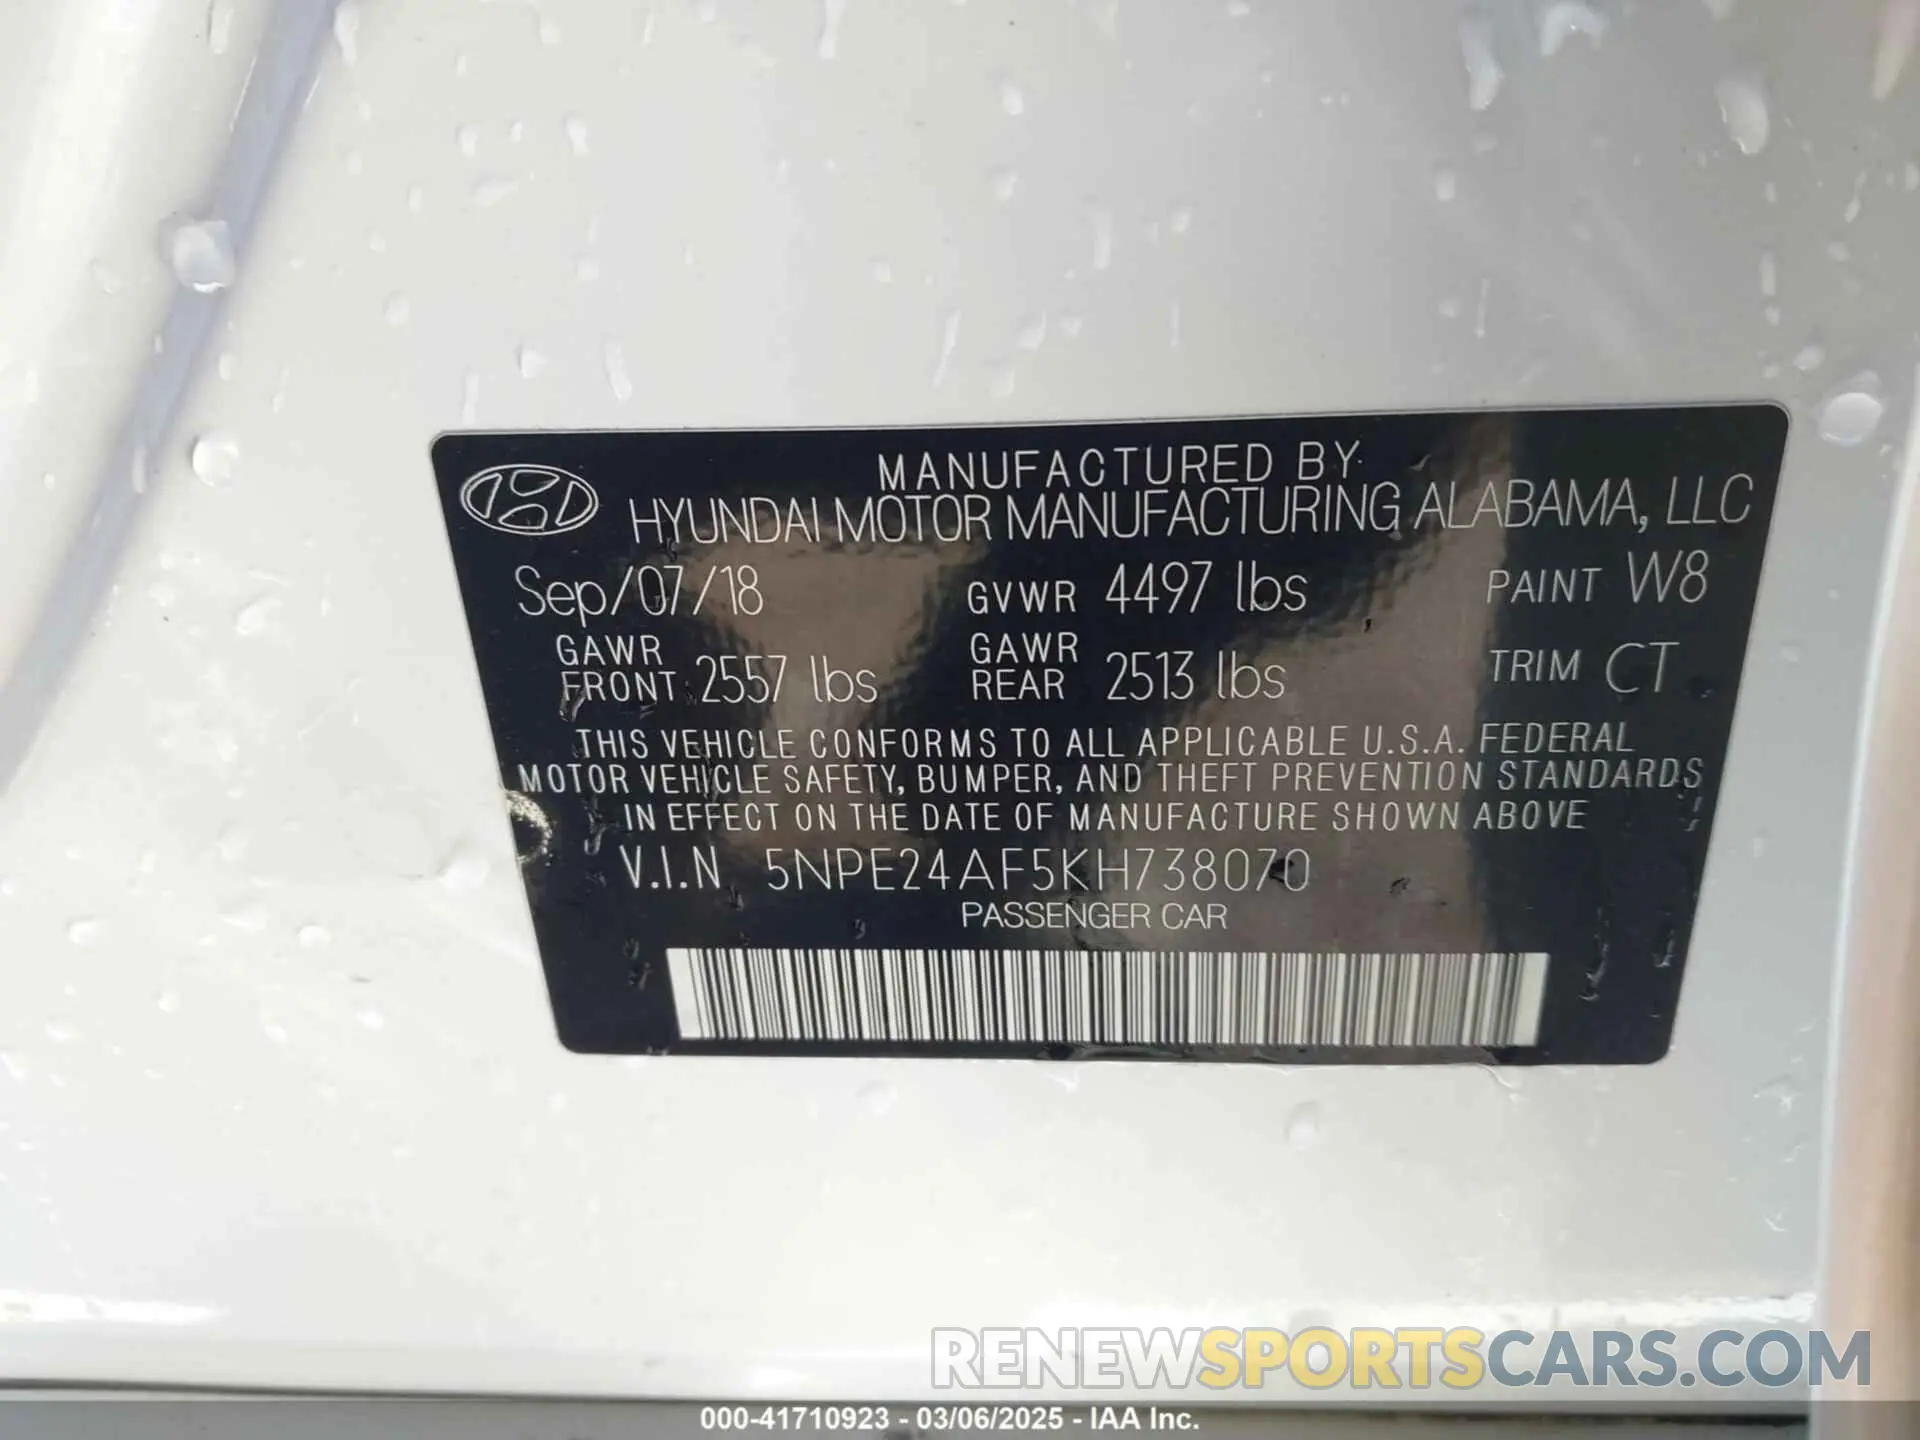 MANUFACTURED BY
HYUNDAI MOTOR MANUFACTURING ALABAMA, LLC
Sep/07/18 GVWR 4497 lbs PAINT W8
GAWR FRONT 2557 lbs GAWR REAR 2513 lbs TRIM CT
THIS VEHICLE CONFORMS TO ALL APPLICABLE U.S.A. FEDERAL
MOTOR VEHICLE SAFETY, BUMPER, AND THEFT PREVENTION STANDARDS
IN EFFECT ON THE DATE OF MANUFACTURE SHOWN ABOVE
V.I.N 5NPE24AF5KH738070
PASSENGER CAR
RENEWSPORTSCARS.COM
000-41710923 - 03/06/2025 - IAA Inc.